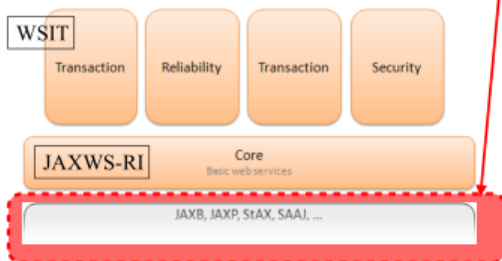 WSIT
Transaction Reliability Transaction Security
JAXWS-RI
Core
Basic web services
JAXB, JAXP, StAX, SAAJ, ...